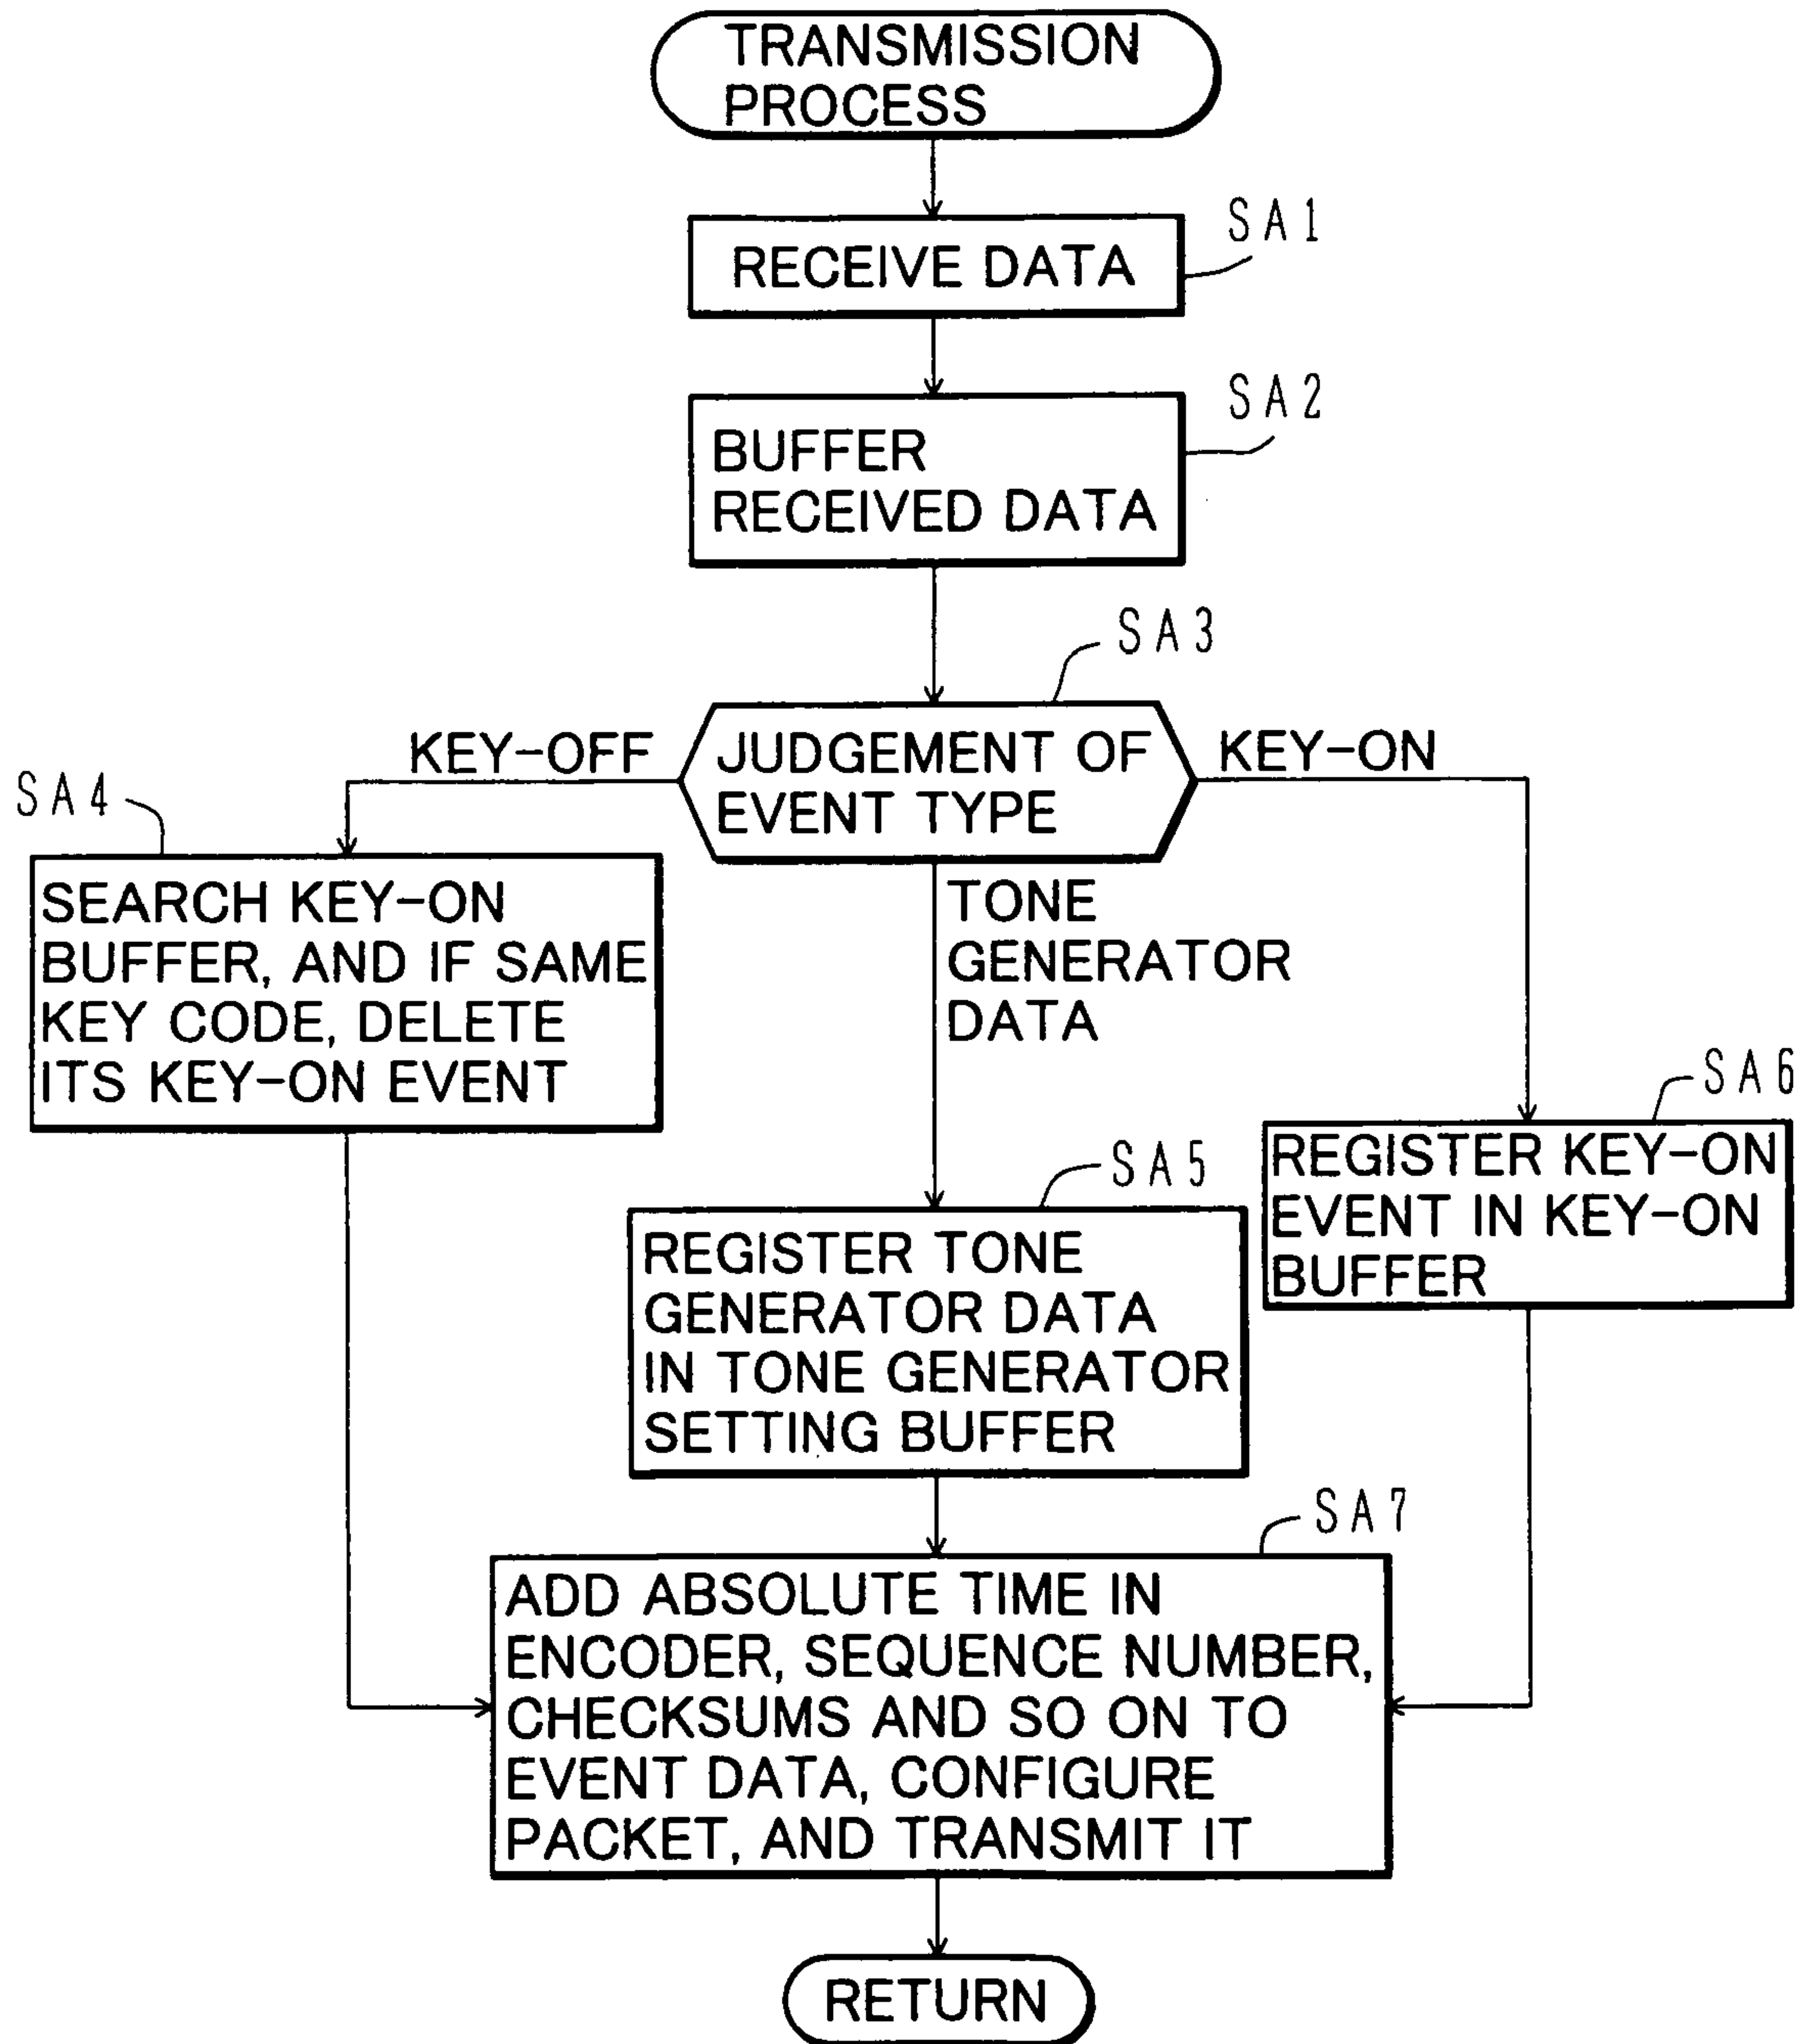 TRANSMISSION
PROCESS
SA1
RECEIVE DATA
SA2
BUFFER
RECEIVED DATA
SA3
KEY-OFF
JUDGEMENT OF
EVENT TYPE
KEY-ON
SA4
SEARCH KEY-ON
BUFFER, AND IF SAME
KEY CODE, DELETE
ITS KEY-ON EVENT
TONE
GENERATOR
DATA
SA6
REGISTER KEY-ON
EVENT IN KEY-ON
BUFFER
SA5
REGISTER TONE
GENERATOR DATA
IN TONE GENERATOR
SETTING BUFFER
SA7
ADD ABSOLUTE TIME IN
ENCODER, SEQUENCE NUMBER,
CHECKSUMS AND SO ON TO
EVENT DATA, CONFIGURE
PACKET, AND TRANSMIT IT
RETURN